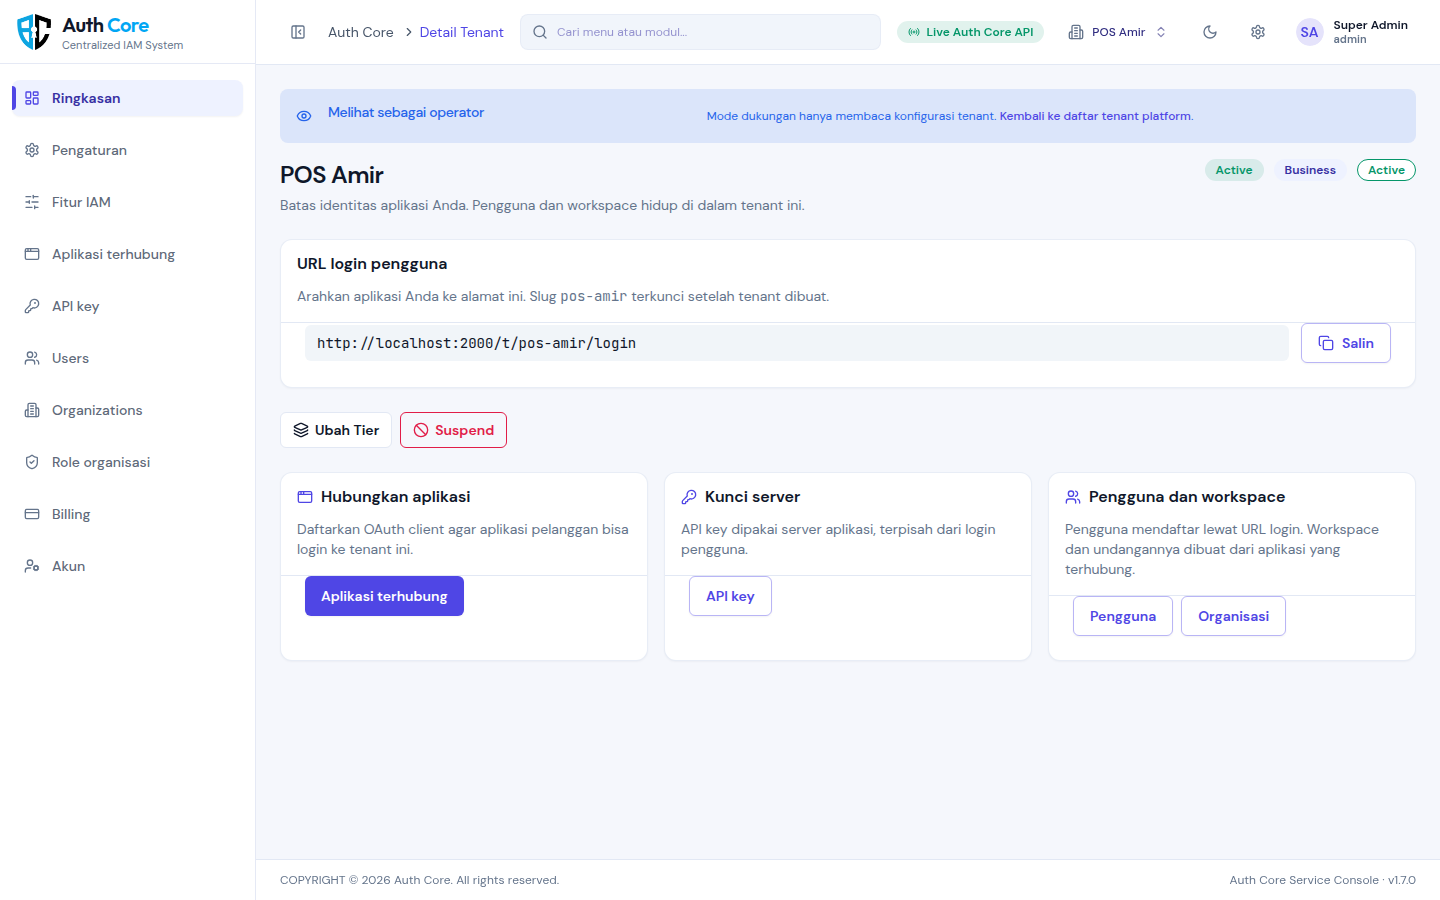 Auth Core
Centralized IAM System
Ringkasan
Pengaturan
Fitur IAM
Aplikasi terhubung
API key
Users
Organizations
Role organisasi
Billing
Akun
Auth Core > Detail Tenant
Cari menu atau modul...
Live Auth Core API
POS Amir
SA
Super Admin
admin
Melihat sebagai operator
Mode dukungan hanya membaca konfigurasi tenant. Kembali ke daftar tenant platform.
POS Amir
Active
Business
Active
Batas identitas aplikasi Anda. Pengguna dan workspace hidup di dalam tenant ini.
URL login pengguna
Arahkan aplikasi Anda ke alamat ini. Slug pos-amir terkunci setelah tenant dibuat.
http://localhost:2000/t/pos-amir/login
Salin
Ubah Tier
Suspend
Hubungkan aplikasi
Daftarkan OAuth client agar aplikasi pelanggan bisa
login ke tenant ini.
Aplikasi terhubung
Kunci server
API key dipakai server aplikasi, terpisah dari login
pengguna.
API key
Pengguna dan workspace
Pengguna mendaftar lewat URL login. Workspace
dan undangannya dibuat dari aplikasi yang
terhubung.
Pengguna
Organisasi
COPYRIGHT © 2026 Auth Core. All rights reserved.
Auth Core Service Console · v1.7.0